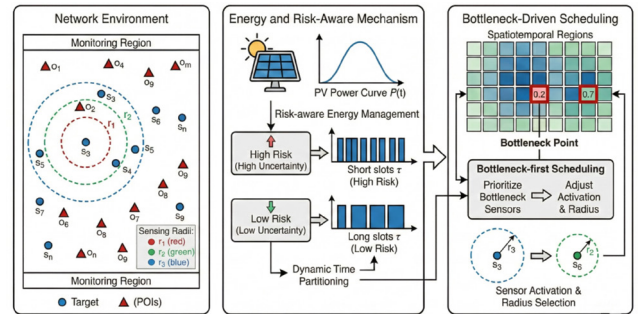 Network Environment
Monitoring Region
o1
o4
o9
om
s3
o2
r1
r2
s6
sn
s3
s5
s5
s4
o9
o8
s7
o6
o8
s9
o9
sn
on
Sensing Radii:
r1 (red)
r2 (green)
r3 (blue)
Monitoring Region
Target
(POIs)
Energy and Risk-Aware Mechanism
PV Power Curve P(t)
Risk-aware Energy Management
High Risk
(High Uncertainty)
Short slots τ
(High Risk)
Low Risk
(Low Uncertainty)
Long slots τ
(Low Risk)
Dynamic Time
Partitioning
Bottleneck-Driven Scheduling
Spatiotemporal Regions
0.2
0.7
Bottleneck Point
Bottleneck-first Scheduling
Prioritize
Bottleneck
Sensors
Adjust
Activation
& Radius
r3
s3
r2
s6
Sensor Activation &
Radius Selection